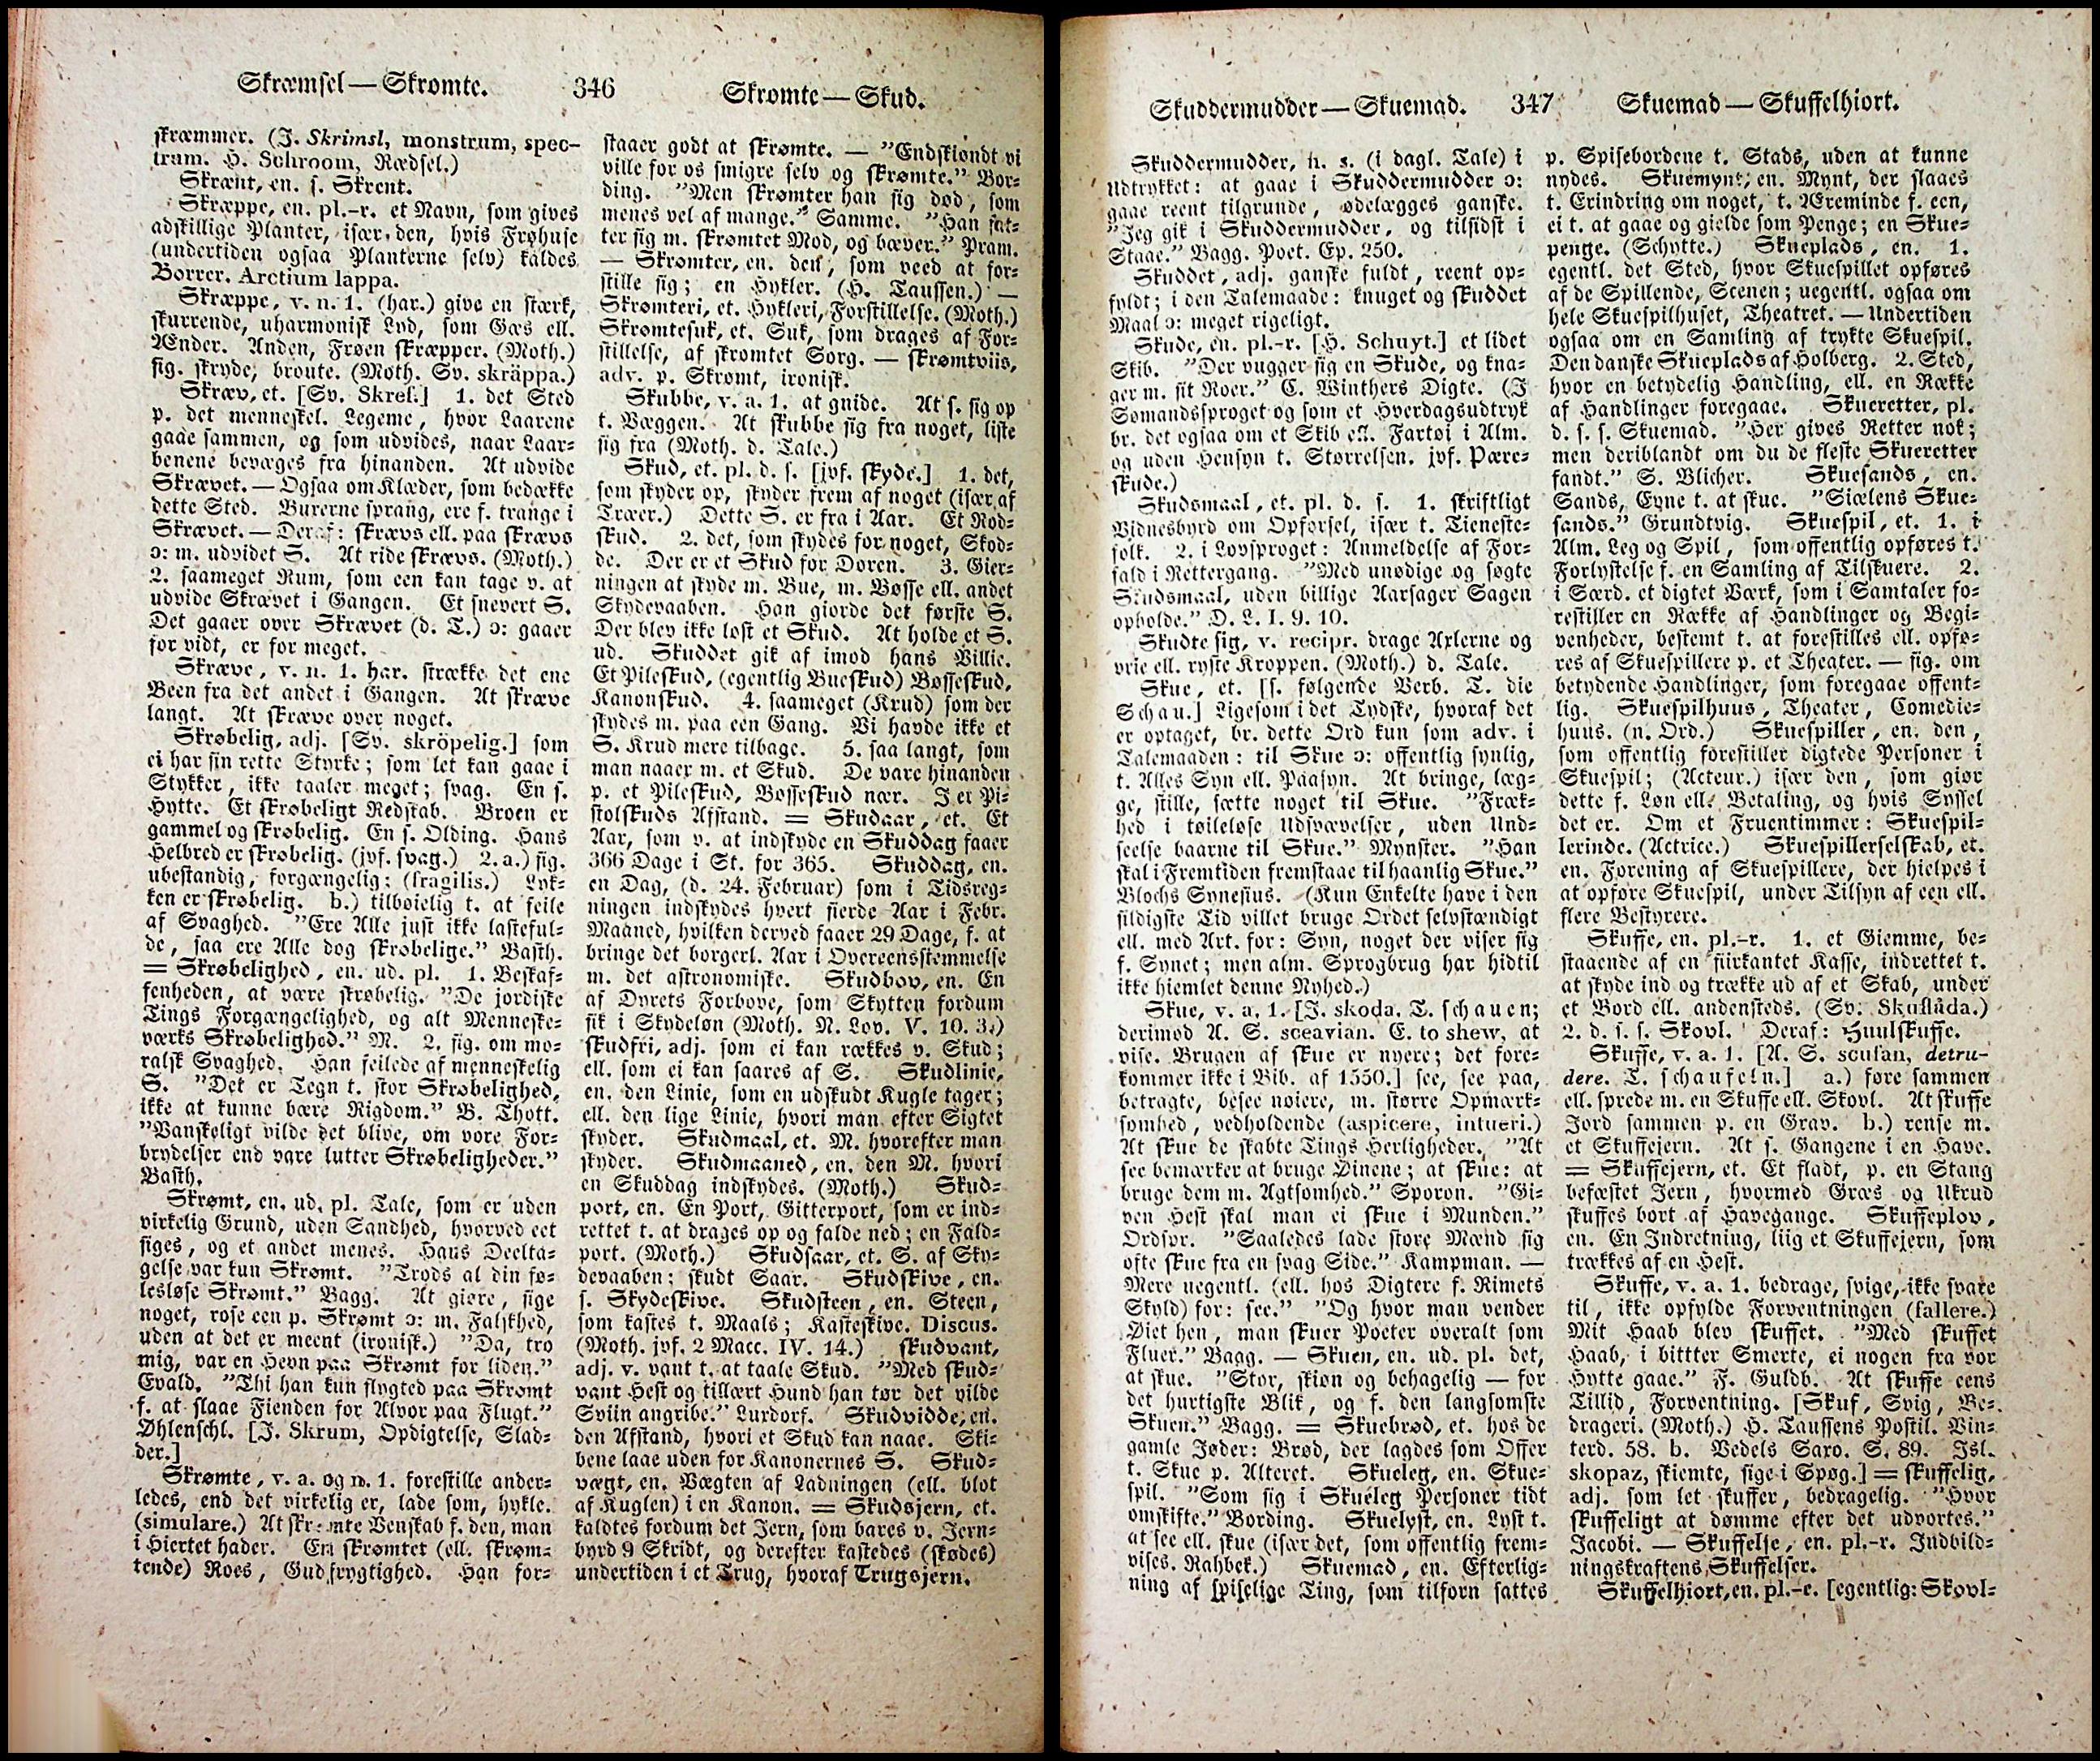 Skræmsel — Skrømte.
346
Skrømte — Skud.
skræmmer. (J. Skrimsl, monstrum, spec-
trum. H. Schroom, Rædsel.)
Skrænt, en. s. Skrent.
Skræppe, en. pl.-r. et Navn, som gives
adskillige Planter, især den, hvis Frøhuse
(undertiden ogsaa Planterne selv) kaldes
Borrer. Arctium lappa.
Skræppe, v. n. 1. (har.) give en stærk,
skurrende, uharmonisk Lyd, som Gæs ell.
Ænder. Anden, Frøen skræpper. (Moth.)
fig. skryde, broute. (Moth. Sv. skräppa.)
Skræv, et. [Sv. Skref.] 1. det Sted
p. det menneskel. Legeme, hvor Laarene
gaae sammen, og som udvides, naar Laar-
benene bevæges fra hinanden. At udvide
Skrævet. — Ogsaa om Klæder, som bedække
dette Sted. Buxerne sprang, ere f. trange i
Skrævet. — Deraf: skrævs ell. paa skrævs
ɔ: m. udvidet S. At ride skrævs. (Moth.)
2. saameget Rum, som een kan tage v. at
udvide Skrævet i Gangen. Et snevert S.
Det gaaer over Skrævet (d. T.) ɔ: gaaer
for vidt, er for meget.
Skræve, v. n. 1. har. strække det ene
Been fra det andet i Gangen. At skræve
langt. At skræve over noget.
Skrøbelig, adj. [Sv. skröpelig.] som
ei har sin rette Styrke; som let kan gaae i
Stykker, ikke taaler meget; svag. En s.
Hytte. Et skrøbeligt Redskab. Broen er
gammel og skrøbelig. En s. Olding. Hans
Helbred er skrøbelig. (jvf. svag.) 2. a.) fig.
ubestandig, forgængelig; (fragilis.) Lyk-
ken er skrøbelig. b.) tilbøielig t. at feile
af Svaghed. "Ere Alle just ikke lasteful-
de, saa ere Alle dog skrøbelige." Basth.
= Skrøbelighed, en. ud. pl. 1. Beskaf-
fenheden, at være skrøbelig. "De jordiske
Tings Forgængelighed, og alt Menneske-
værks Skrøbelighed." M. 2. fig. om mo-
ralsk Svaghed. Han feilede af menneskelig
S. "Det er Tegn t. stor Skrøbelighed,
ikke at kunne bære Rigdom." B. Thott.
"Vanskeligt vilde det blive, om vore For-
brydelser end vare lutter Skrøbeligheder."
Basth.
Skrømt, en. ud. pl. Tale, som er uden
virkelig Grund, uden Sandhed, hvorved eet
siges, og et andet menes. Hans Deelta-
gelse var kun Skrømt. "Trods al din fø-
lesløse Skrømt." Bagg. At giøre, sige
noget, rose een p. Skrømt ɔ: m. Falskhed,
uden at det er meent (ironisk.) "Da, tro
mig, var en Hevn paa Skrømt for liden."
Evald. "Thi han kun flygted paa Skrømt
f. at slaae Fienden for Alvor paa Flugt."
Øhlenschl. [J. Skrum, Opdigtelse, Slad-
der.]
Skrømte, v. a. og n. 1. forestille ander-
ledes, end det virkelig er, lade som, hykle.
(simulare.) At skrømte Venskab f. den, man
i Hiertet hader. En skrømtet (ell. skrøm-
tende) Roes, Gudfrygtighed. Han for-
staaer godt at skrømte. — "Endskiøndt vi
ville for os smigre selv og skrømte." Bor-
ding. "Men skrømter han sig død, som
menes vel af mange." Samme. "Han fat-
ter sig m. skrømtet Mod, og bæver." Pram.
— Skrømter, en. den, som veed at for-
stille sig; en Hykler. (H. Taussen.) —
Skrømteri, et. Hykleri, Forstillelse. (Moth.)
Skrømtesuk, et. Suk, som drages af For-
stillelse, af skrømtet Sorg. — skrømtviis,
adv. p. Skrømt, ironisk.
Skubbe, v. a. 1. at gnide. At s. sig op
t. Væggen. At skubbe sig fra noget, liste
sig fra (Moth. d. Tale.)
Skud, et. pl. d. s. [jvf. skyde.] 1. det,
som skyder op, skyder frem af noget (især af
Træer.) Dette S. er fra i Aar. Et Rod-
skud. 2. det, som skydes for noget, Skod-
de. Der er et Skud for Døren. 3. Gier-
ningen at skyde m. Bue, m. Bøsse ell. andet
Skydevaaben. Han giorde det første S.
Der blev ikke løst et Skud. At holde et S.
ud. Skuddet gik af imod hans Villie.
Et Pileskud, (egentlig Bueskud) Bøsseskud,
Kanonskud. 4. saameget (Krud) som der
skydes m. paa een Gang. Vi havde ikke et
S. Krud mere tilbage. 5. saa langt, som
man naaer m. et Skud. De vare hinanden
p. et Pileskud, Bøsseskud nær. I et Pi-
stolskuds Afstand. = Skudaar, et. Et
Aar, som v. at indskyde en Skuddag faaer
366 Dage i St. for 365. Skuddag, en.
en Dag, (d. 24. Februar) som i Tidsreg-
ningen indskydes hvert fierde Aar i Febr.
Maaned, hvilken derved faaer 29 Dage, f. at
bringe det borgerl. Aar i Overeensstemmelse
m. det astronomiske. Skudbov, en. En
af Dyrets Forbove, som Skytten fordum
fik i Skydeløn (Moth. N. Lov. V. 10. 3.)
skudfri, adj. som ei kan rækkes v. Skud;
ell. som ei kan saares af S. Skudlinie,
en. den Linie, som en udskudt Kugle tager;
ell. den lige Linie, hvori man efter Sigtet
skyder. Skudmaal, et. M. hvorefter man
skyder. Skudmaaned, en. den M. hvori
en Skuddag indskydes. (Moth.) Skud-
port, en. En Port, Gitterport, som er ind-
rettet t. at drages op og falde ned; en Fald-
port. (Moth.) Skudsaar, et. S. af Sky-
devaaben; skudt Saar. Skudskive, en.
s. Skydeskive. Skudsteen, en. Steen,
som kastes t. Maals; Kasteskive. Discus.
(Moth. jvf. 2 Macc. IV. 14.) skudvant,
adj. v. vant t. at taale Skud. "Med skud-
vant Hest og tillært Hund han tør det vilde
Sviin angribe." Lurdorf. Skudvidde, en.
den Afstand, hvori et Skud kan naae. Ski-
bene laae uden for Kanonernes S. Skud-
vægt, en. Vægten af Ladningen (ell. blot
af Kuglen) i en Kanon. = Skudsjern, et.
kaldtes fordum det Jern, som bares v. Jern-
byrd 9 Skridt, og derefter kastedes (skødes)
undertiden i et Trug, hvoraf Trugsjern.
Skuddermudder — Skuemad.
347
Skuemad — Skuffelhiort.
Skuddermudder, n. s. (i dagl. Tale) i
Udtrykket: at gaae i Skuddermudder ɔ:
gaae reent tilgrunde, ødelægges ganske.
"Jeg gik i Skuddermudder, og tilsidst i
Staae." Bagg. Poet. Ep. 250.
Skuddet, adj. ganske fuldt, reent op-
fyldt; i den Talemaade: knuget og skuddet
Maal ɔ: meget rigeligt.
Skude, en. pl.-r. [H. Schuyt.] et lidet
Skib. "Der vugger sig en Skude, og kna-
ger m. sit Roer." C. Winthers Digte. (I
Sømandssproget og som et Hverdagsudtryk
br. det ogsaa om et Skib ell. Fartøi i Alm.
og uden Hensyn t. Størrelsen. jvf. Pære-
skude.)
Skudsmaal, et. pl. d. s. 1. skriftligt
Vidnesbyrd om Opførsel, især t. Tieneste-
folk. 2. i Lovsproget: Anmeldelse af For-
fald i Rettergang. "Med unødige og søgte
Skudsmaal, uden billige Aarsager Sagen
opholde." D. L. I. 9. 10.
Skudte sig, v. recipr. drage Axlerne og
vrie ell. ryste Kroppen. (Moth.) d. Tale.
Skue, et. [s. følgende Verb. T. die
Schau.] Ligesom i det Tydske, hvoraf det
er optaget, br. dette Ord kun som adv. i
Talemaaden: til Skue ɔ: offentlig synlig,
t. Alles Syn ell. Paasyn. At bringe, læg-
ge, stille, sætte noget til Skue. "Fræk-
hed i tøileløse Udsvævelser, uden Und-
seelse baarne til Skue." Mynster. "Han
skal i Fremtiden fremstaae til haanlig Skue."
Blochs Synesius. (Kun Enkelte have i den
sildigste Tid villet bruge Ordet selvstændigt
ell. med Art. for: Syn, noget der viser sig
f. Synet; men alm. Sprogbrug har hidtil
ikke hiemlet denne Nyhed.)
Skue, v. a. 1. [J. skoda. T. schauen;
derimod A. S. sceavian. E. to shew, at
vise. Brugen af skue er nyere; det fore-
kommer ikke i Bib. af 1550.] see, see paa,
betragte, besee nøiere, m. større Opmærk-
somhed, vedholdende (aspicere, intueri.)
At skue de skabte Tings Herligheder. "At
see bemærker at bruge Øinene; at skue: at
bruge dem m. Agtsomhed." Sporon. "Gi-
ven Hest skal man ei skue i Munden."
Ordspr. "Saaledes lade store Mænd sig
ofte skue fra en svag Side." Kampman. —
Mere uegentl. (ell. hos Digtere f. Rimets
Skyld) for: see." "Og hvor man vender
Øiet hen, man skuer Poeter overalt som
Fluer." Bagg. — Skuen, en. ud. pl. det,
at skue. "Stor, skiøn og behagelig — for
det hurtigste Blik, og f. den langsomste
Skuen." Bagg. = Skuebrød, et. hos de
gamle Jøder: Brød, der lagdes som Offer
t. Skue p. Alteret. Skueleg, en. Skue-
spil. "Som sig i Skueleg Personer tidt
omskifte." Bording. Skuelyst, en. Lyst t.
at see ell. skue (især det, som offentlig frem-
vises. Rahbek.) Skuemad, en. Efterlig-
ning af spiselige Ting, som tilforn sattes
p. Spisebordene t. Stads, uden at kunne
nydes. Skuemynt, en. Mynt, der slaaes
t. Erindring om noget, t. Æreminde f. een,
ei t. at gaae og gielde som Penge; en Skue-
penge. (Schytte.) Skueplads, en. 1.
egentl. det Sted, hvor Skuespillet opføres
af de Spillende, Scenen; uegentl. ogsaa om
hele Skuespilhuset, Theatret. — Undertiden
ogsaa om en Samling af trykte Skuespil.
Den danske Skueplads af Holberg. 2. Sted,
hvor en betydelig Handling, ell. en Række
af Handlinger foregaae. Skueretter, pl.
d. s. s. Skuemad. "Her gives Retter nok;
men deriblandt om du de fleste Skueretter
fandt." S. Blicher. Skuesands, en.
Sands, Evne t. at skue. "Siælens Skue-
sands." Grundtvig. Skuespil, et. 1. i
Alm. Leg og Spil, som offentlig opføres t.
Forlystelse f. en Samling af Tilskuere. 2.
i Særd. et digtet Værk, som i Samtaler fo-
restiller en Række af Handlinger og Begi-
venheder, bestemt t. at forestilles ell. opfø-
res af Skuespillere p. et Theater. — fig. om
betydende Handlinger, som foregaae offent-
lig. Skuespilhuus, Theater, Comedie-
huus. (n. Ord.) Skuespiller, en. den,
som offentlig forestiller digtede Personer i
Skuespil; (Acteur.) især den, som giør
dette f. Løn ell. Betaling, og hvis Syssel
det er. Om et Fruentimmer: Skuespil-
lerinde. (Actrice.) Skuespillerselskab, et.
en. Forening af Skuespillere, der hielpes i
at opføre Skuespil, under Tilsyn af een ell.
flere Bestyrere.
Skuffe, en. pl.-r. 1. et Giemme, be-
staaende af en fiirkantet Kasse, indrettet t.
at skyde ind og trække ud af et Skab, under
et Bord ell. andensteds. (Sv. Skuflåda.)
2. d. s. s. Skovl. Deraf: Huulskuffe.
Skuffe, v. a. 1. [A. S. scufan, detru-
dere. T. schaufeln.] a.) føre sammen
ell. sprede m. en Skuffe ell. Skovl. At skuffe
Jord sammen p. en Grav. b.) rense m.
et Skuffejern. At s. Gangene i en Have.
= Skuffejern, et. Et fladt, p. en Stang
befæstet Jern, hvormed Græs og Ukrud
skuffes bort af Havegange. Skuffeplov,
en. En Indretning, liig et Skuffejern, som
trækkes af en Hest.
Skuffe, v. a. 1. bedrage, svige, ikke svare
til, ikke opfylde Forventningen (fallere.)
Mit Haab blev skuffet. "Med skuffet
Haab, i bittter Smerte, ei nogen fra vor
Hytte gaae." F. Guldb. At skuffe eens
Tillid, Forventning. [Skuf, Svig, Be-
drageri. (Moth.) H. Taussens Postil. Vin-
terd. 58. b. Vedels Saxo. S. 89. Isl.
skopaz, skiemte, sige i Spøg.] = skuffelig,
adj. som let skuffer, bedragelig. "Hvor
skuffeligt at dømme efter det udvortes."
Jacobi. — Skuffelse, en. pl.-r. Indbild-
ningskraftens Skuffelser.
Skuffelhiort, en. pl.-e. [egentlig: Skovl-